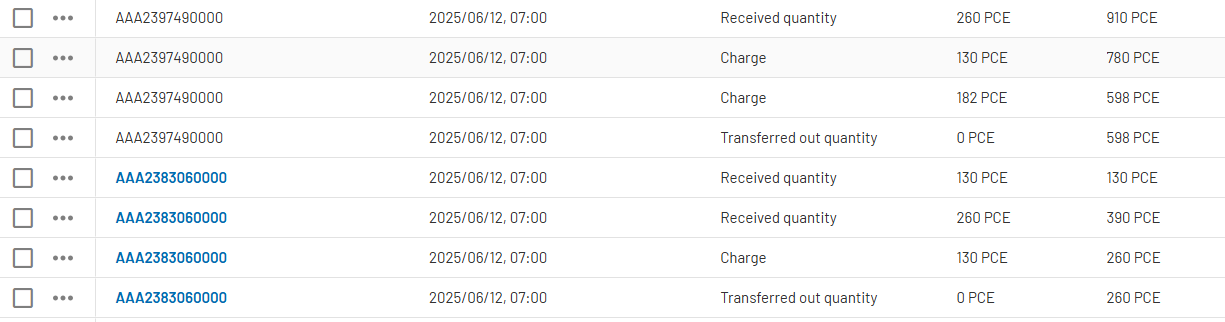 AAA2397490000 2025/06/12, 07:00 Received quantity 260 PCE 910 PCE
AAA2397490000 2025/06/12, 07:00 Charge 130 PCE 780 PCE
AAA2397490000 2025/06/12, 07:00 Charge 182 PCE 598 PCE
AAA2397490000 2025/06/12, 07:00 Transferred out quantity 0 PCE 598 PCE
AAA2383060000 2025/06/12, 07:00 Received quantity 130 PCE 130 PCE
AAA2383060000 2025/06/12, 07:00 Received quantity 260 PCE 390 PCE
AAA2383060000 2025/06/12, 07:00 Charge 130 PCE 260 PCE
AAA2383060000 2025/06/12, 07:00 Transferred out quantity 0 PCE 260 PCE